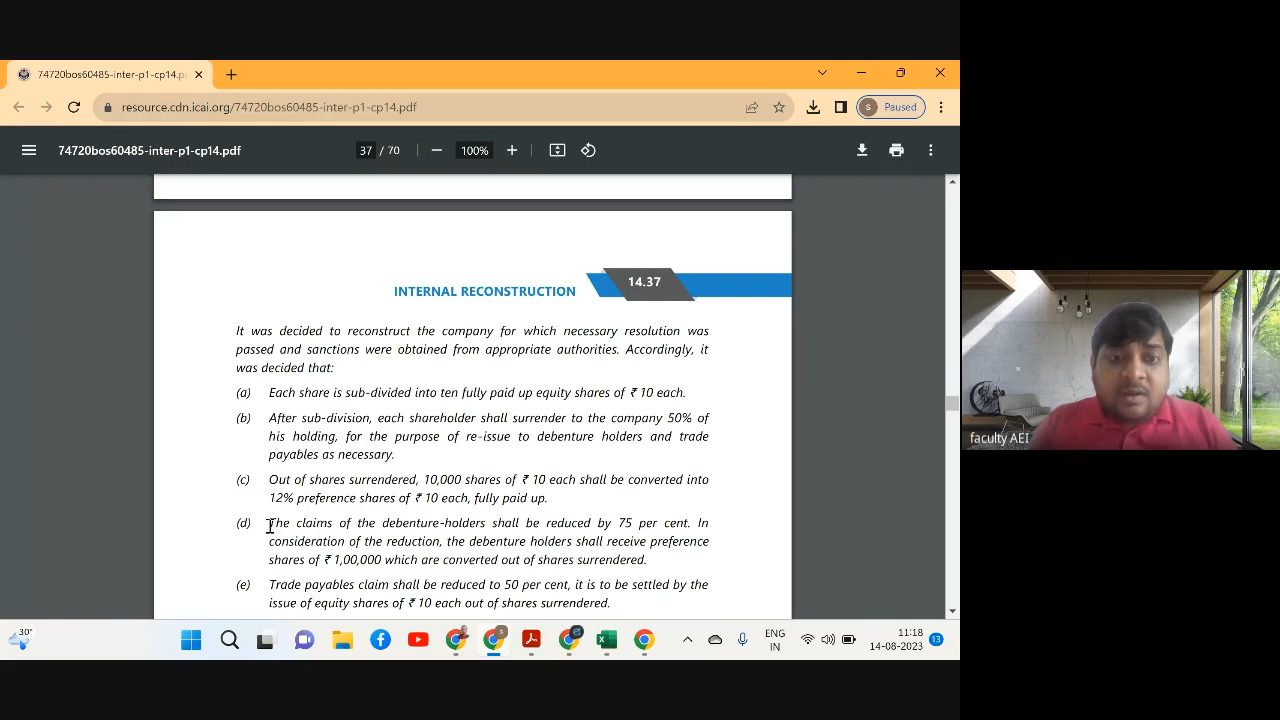 74720bos60485-inter-p1-cp14.p
resource.cdn.icai.org/74720bos60485-inter-p1-cp14.pdf
S
Paused
74720bos60485-inter-p1-cp14.pdf
37 / 70
100%
14.37
INTERNAL RECONSTRUCTION
It was decided to reconstruct the company for which necessary resolution was
passed and sanctions were obtained from appropriate authorities. Accordingly, it
was decided that:
(a) Each share is sub-divided into ten fully paid up equity shares of ₹ 10 each.
(b) After sub-division, each shareholder shall surrender to the company 50% of
his holding, for the purpose of re-issue to debenture holders and trade
payables as necessary.
(c) Out of shares surrendered, 10,000 shares of ₹ 10 each shall be converted into
12% preference shares of ₹ 10 each, fully paid up.
(d) The claims of the debenture-holders shall be reduced by 75 per cent. In
consideration of the reduction, the debenture holders shall receive preference
shares of ₹ 1,00,000 which are converted out of shares surrendered.
(e) Trade payables claim shall be reduced to 50 per cent, it is to be settled by the
issue of equity shares of ₹ 10 each out of shares surrendered.
faculty AEI
30°
ENG
IN
11:18
14-08-2023
13